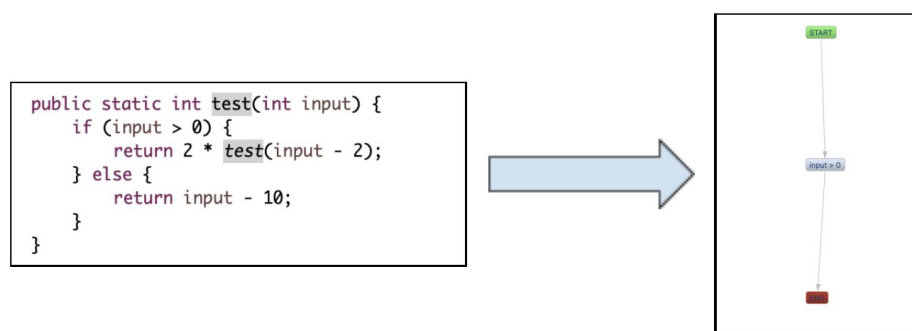 public static int test(int input) {
if (input > 0) {
return 2 * test(input - 2);
} else {
return input - 10;
}
}
START
input > 0